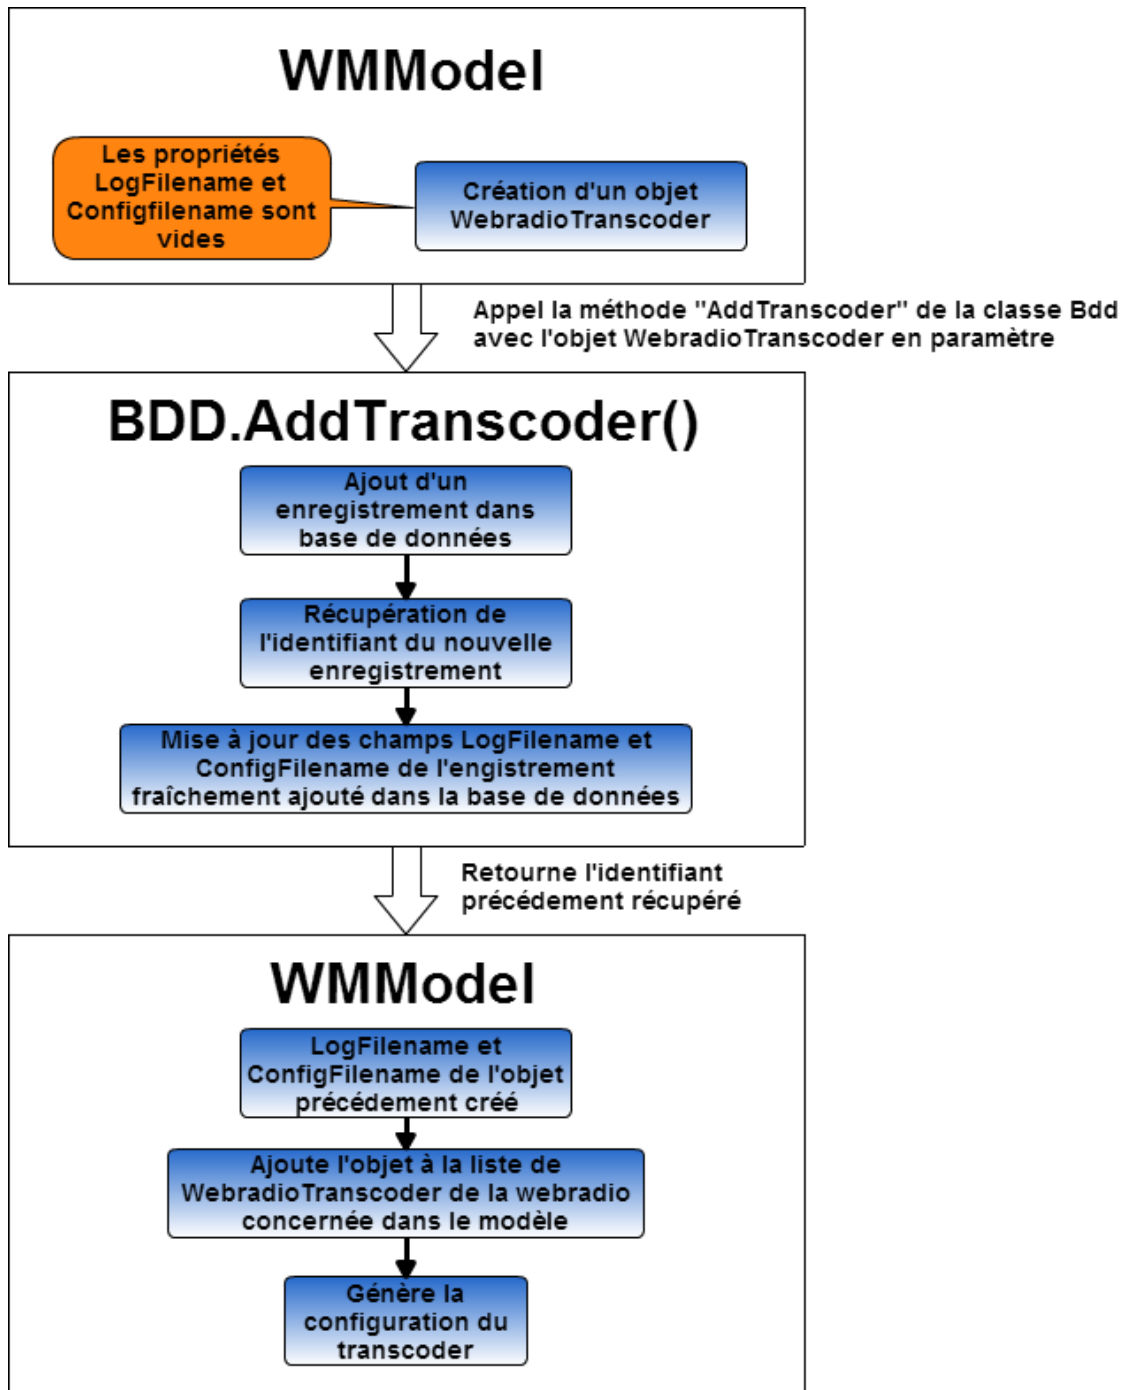 WMModel
Les propriétés
LogFilename et
Configfilename sont
vides
Création d'un objet
WebradioTranscoder
Appel la méthode "AddTranscoder" de la classe Bdd
avec l'objet WebradioTranscoder en paramètre
BDD.AddTranscoder()
Ajout d'un
enregistrement dans
base de données
Récupération de
l'identifiant du nouvelle
enregistrement
Mise à jour des champs LogFilename et
ConfigFilename de l'engistrement
fraîchement ajouté dans la base de données
Retourne l'identifiant
précédement récupéré
WMModel
LogFilename et
ConfigFilename de l'objet
précédement créé
Ajoute l'objet à la liste de
WebradioTranscoder de la webradio
concernée dans le modèle
Génère la
configuration du
transcoder